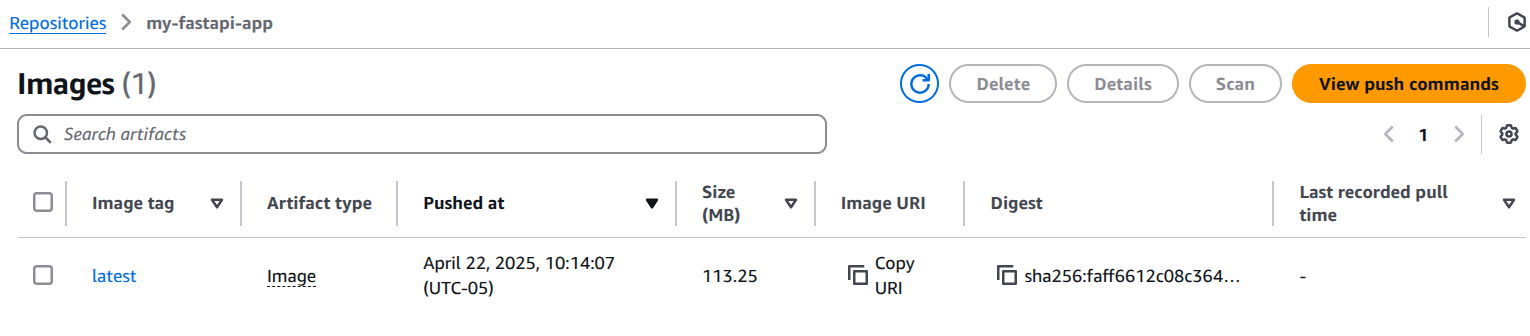 Repositories > my-fastapi-app
Images (1)
Delete
Details
Scan
View push commands
Search artifacts
1
Image tag
Artifact type
Pushed at
Size
(MB)
Image URI
Digest
Last recorded pull
time
latest
Image
April 22, 2025, 10:14:07
(UTC-05)
113.25
Copy
URI
sha256:faff6612c08c364...
-